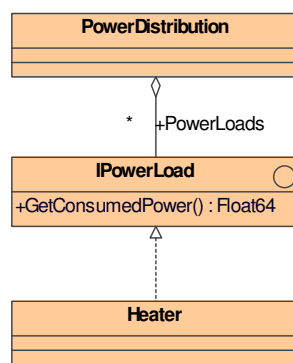 PowerDistribution
* +PowerLoads
IPowerLoad
+GetConsumedPower() : Float64
Heater